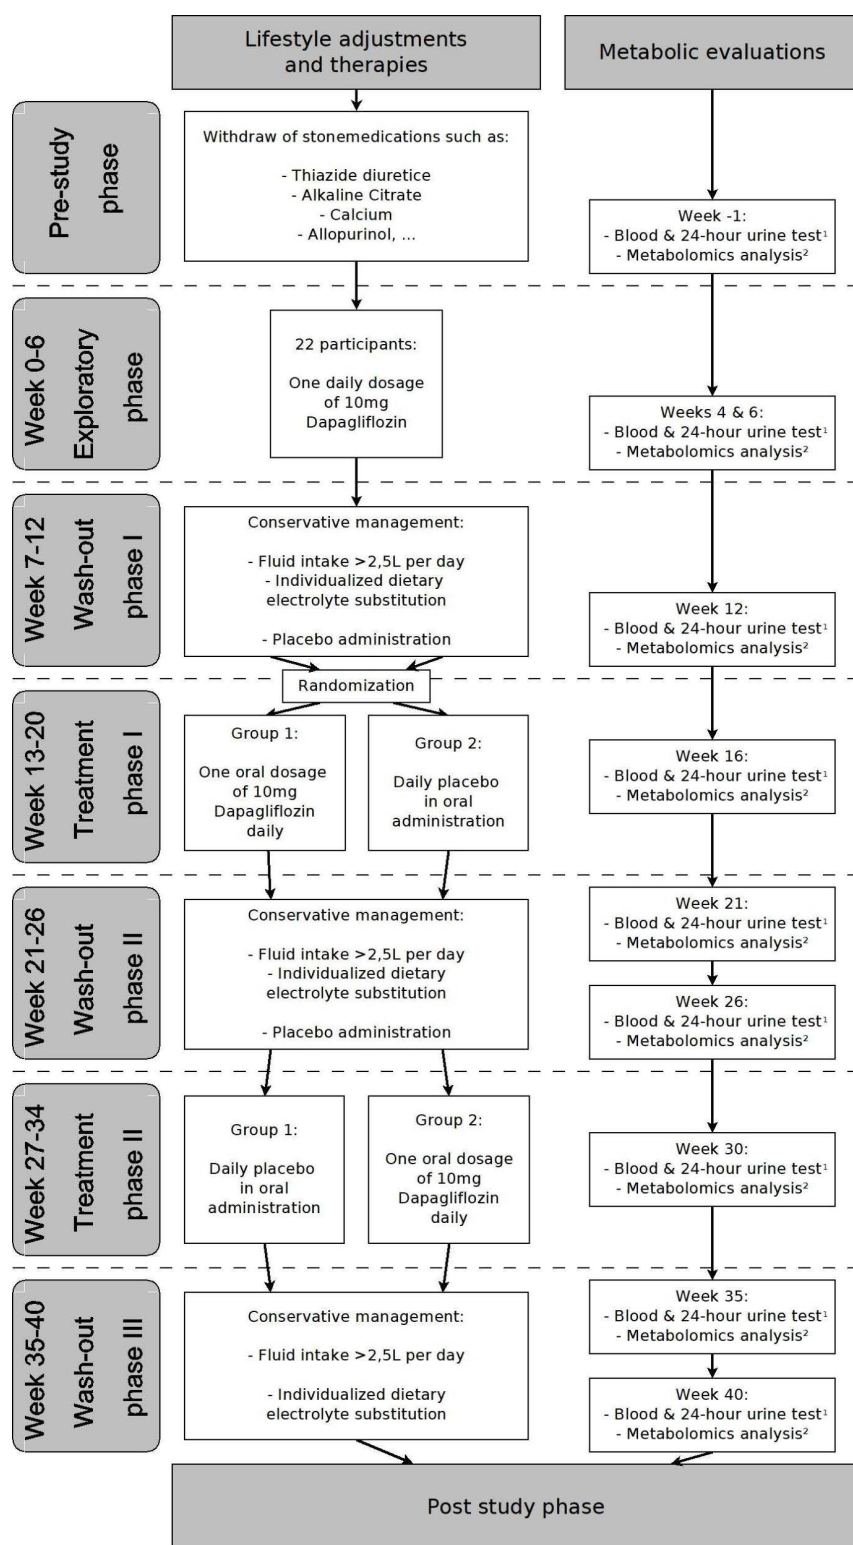 Lifestyle adjustments
and therapies
Metabolic evaluations
Pre-study
phase
Withdraw of stonemedications such as:
- Thiazide diuretice
- Alkaline Citrate
- Calcium
- Allopurinol, ...
Week -1:
- Blood & 24-hour urine test¹
- Metabolomics analysis²
Week 0-6
Exploratory
phase
22 participants:
One daily dosage
of 10mg
Dapagliflozin
Weeks 4 & 6:
- Blood & 24-hour urine test¹
- Metabolomics analysis²
Week 7-12
Wash-out
phase I
Conservative management:
- Fluid intake >2,5L per day
- Individualized dietary
electrolyte substitution
- Placebo administration
Week 12:
- Blood & 24-hour urine test¹
- Metabolomics analysis²
Randomization
Week 13-20
Treatment
phase I
Group 1:
One oral dosage
of 10mg
Dapagliflozin
daily
Group 2:
Daily placebo
in oral
administration
Week 16:
- Blood & 24-hour urine test¹
- Metabolomics analysis²
Week 21-26
Wash-out
phase II
Conservative management:
- Fluid intake >2,5L per day
- Individualized dietary
electrolyte substitution
- Placebo administration
Week 21:
- Blood & 24-hour urine test¹
- Metabolomics analysis²
Week 26:
- Blood & 24-hour urine test¹
- Metabolomics analysis²
Week 27-34
Treatment
phase II
Group 1:
Daily placebo
in oral
administration
Group 2:
One oral dosage
of 10mg
Dapagliflozin
daily
Week 30:
- Blood & 24-hour urine test¹
- Metabolomics analysis²
Week 35-40
Wash-out
phase III
Conservative management:
- Fluid intake >2,5L per day
- Individualized dietary
electrolyte substitution
Week 35:
- Blood & 24-hour urine test¹
- Metabolomics analysis²
Week 40:
- Blood & 24-hour urine test¹
- Metabolomics analysis²
Post study phase